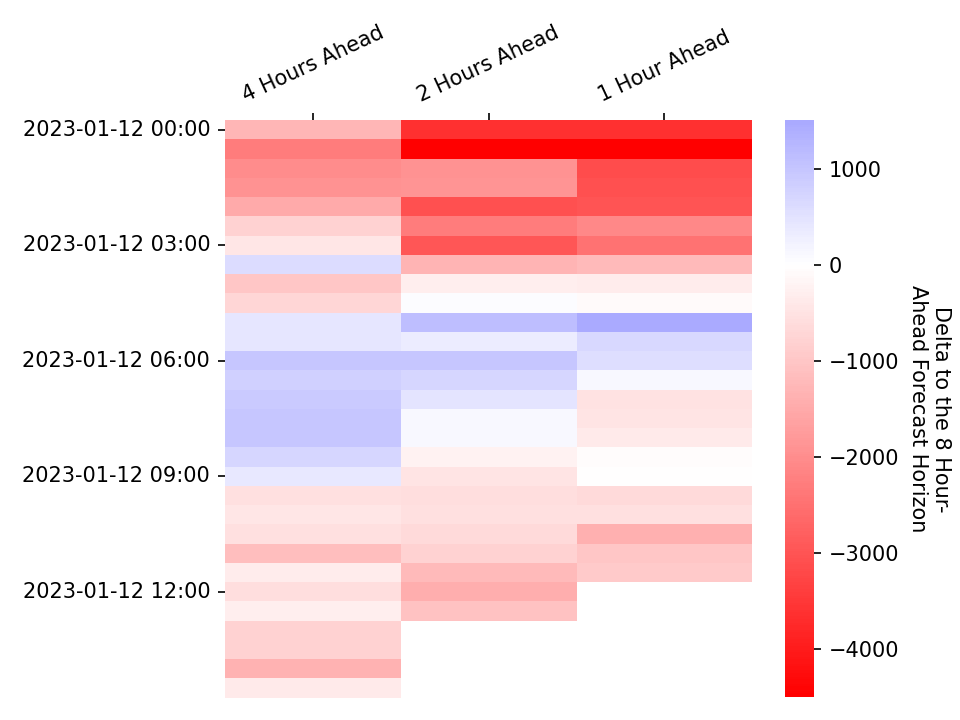 4 Hours Ahead
2 Hours Ahead
1 Hour Ahead
2023-01-12 00:00
2023-01-12 03:00
2023-01-12 06:00
2023-01-12 09:00
2023-01-12 12:00
1000
0
−1000
−2000
−3000
−4000
Delta to the 8 Hour-
Ahead Forecast Horizon